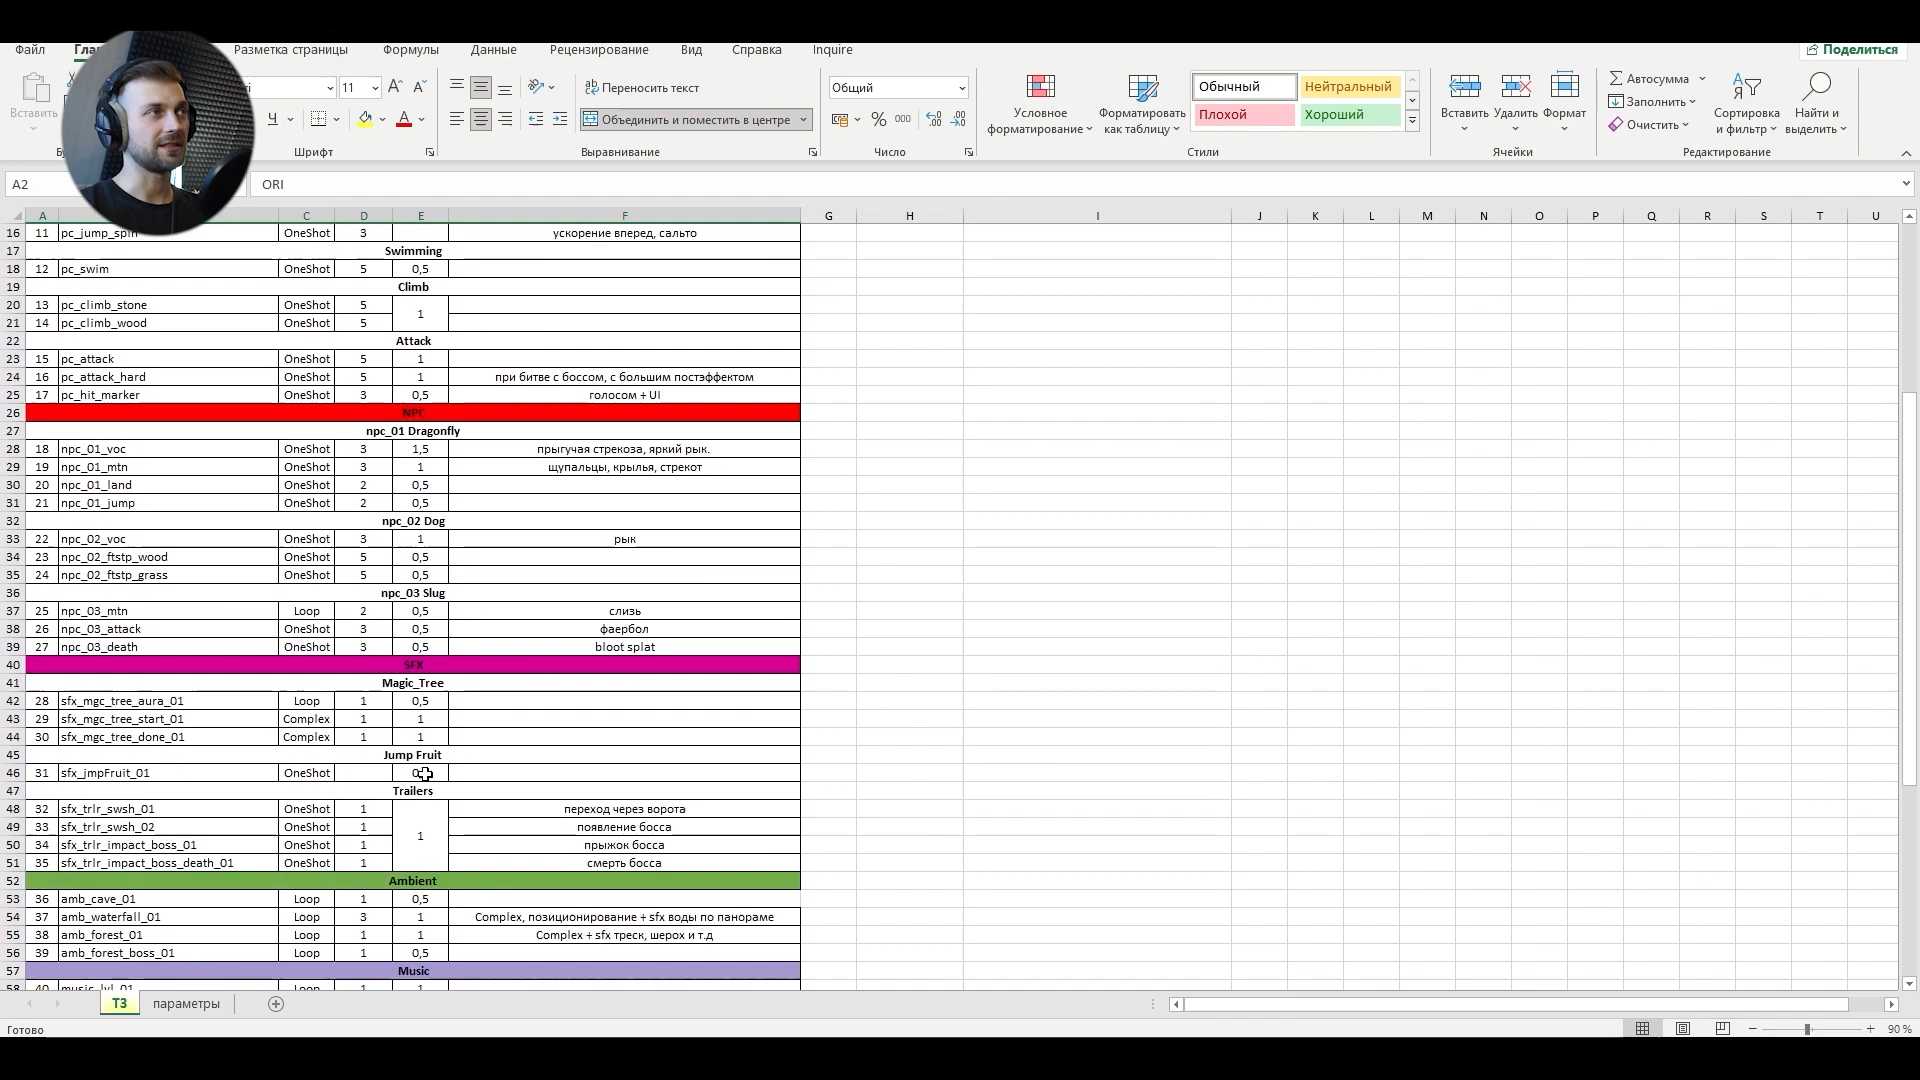 Файл Разметка страницы Формулы Данные Рецензирование Вид Справка Inquire Поделиться
Вставить 11 Переносить текст Общий Условное форматирование Форматировать как таблицу Обычный Нейтральный Вставить Удалить Формат Автосумма Сортировка и фильтр Найти и выделить
Ч Объединить и поместить в центре % 000 Плохой Хороший Заполнить
Очистить
Шрифт Выравнивание Число Стили Ячейки Редактирование
A2 ORI
A C D E F G H I J K L M N O P Q R S T U
16 11 pc_jump_spin OneShot 3 ускорение вперед, сальто
17 Swimming
18 12 pc_swim OneShot 5 0,5
19 Climb
20 13 pc_climb_stone OneShot 5 1
21 14 pc_climb_wood OneShot 5
22 Attack
23 15 pc_attack OneShot 5 1
24 16 pc_attack_hard OneShot 5 1 при битве с боссом, с большим постэффектом
25 17 pc_hit_marker OneShot 3 0,5 голосом + UI
26 NPC
27 npc_01 Dragonfly
28 18 npc_01_voc OneShot 3 1,5 прыгучая стрекоза, яркий рык.
29 19 npc_01_mtn OneShot 3 1 щупальцы, крылья, стрекот
30 20 npc_01_land OneShot 2 0,5
31 21 npc_01_jump OneShot 2 0,5
32 npc_02 Dog
33 22 npc_02_voc OneShot 3 1 рык
34 23 npc_02_ftstp_wood OneShot 5 0,5
35 24 npc_02_ftstp_grass OneShot 5 0,5
36 npc_03 Slug
37 25 npc_03_mtn Loop 2 0,5 слизь
38 26 npc_03_attack OneShot 3 0,5 фаербол
39 27 npc_03_death OneShot 3 0,5 bloot splat
40 SFX
41 Magic_Tree
42 28 sfx_mgc_tree_aura_01 Loop 1 0,5
43 29 sfx_mgc_tree_start_01 Complex 1 1
44 30 sfx_mgc_tree_done_01 Complex 1 1
45 Jump Fruit
46 31 sfx_jmpFruit_01 OneShot
47 Trailers
48 32 sfx_trlr_swsh_01 OneShot 1 переход через ворота
49 33 sfx_trlr_swsh_02 OneShot 1 1 появление босса
50 34 sfx_trlr_impact_boss_01 OneShot 1 прыжок босса
51 35 sfx_trlr_impact_boss_death_01 OneShot 1 смерть босса
52 Ambient
53 36 amb_cave_01 Loop 1 0,5
54 37 amb_waterfall_01 Loop 3 1 Complex, позиционирование + sfx воды по панораме
55 38 amb_forest_01 Loop 1 1 Complex + sfx треск, шерох и т.д
56 39 amb_forest_boss_01 Loop 1 0,5
57 Music
58 40 music_lvl_01 Loop 1 1
ТЗ параметры
Готово 90 %